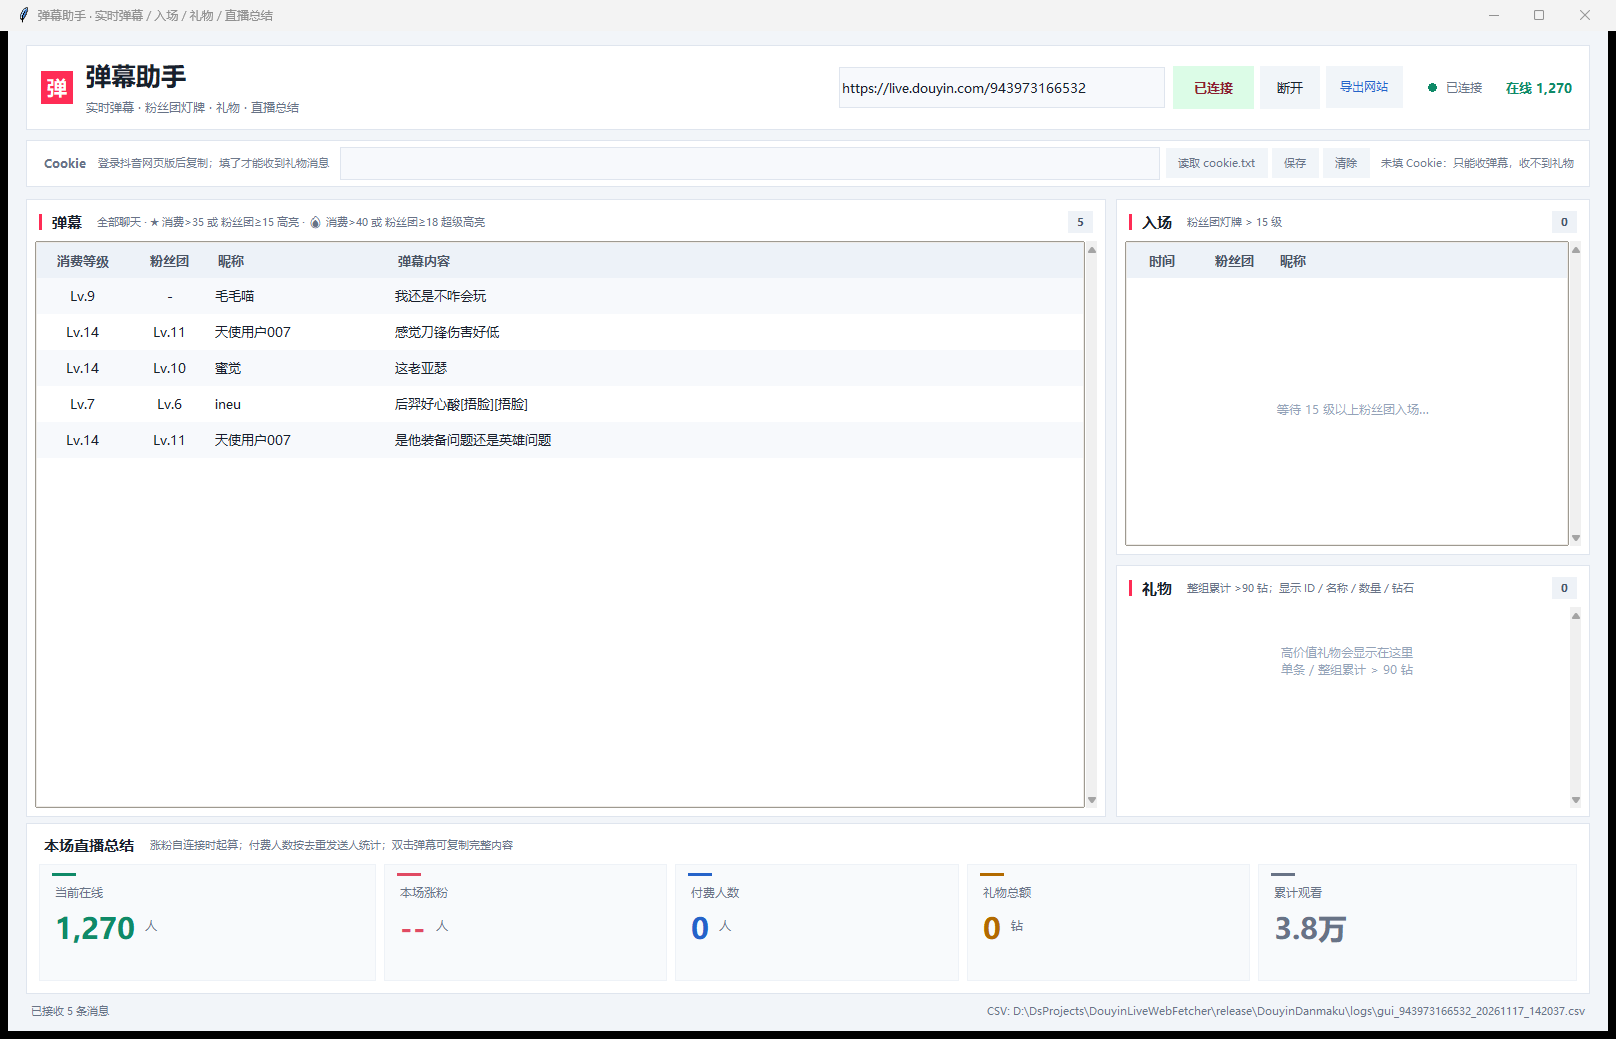 弹幕助手 · 实时弹幕 / 入场 / 礼物 / 直播总结
弹
弹幕助手
实时弹幕 · 粉丝团灯牌 · 礼物 · 直播总结
https://live.douyin.com/943973166532
已连接
断开
导出网站
● 已连接
在线 1,270
Cookie 登录抖音网页版后复制；填了才能收到礼物消息
读取 cookie.txt
保存
清除
未填 Cookie：只能收弹幕，收不到礼物
弹幕 全部聊天 · ★ 消费>35 或 粉丝团≥15 高亮 · 🔥 消费>40 或 粉丝团≥18 超级高亮 5
消费等级 粉丝团 昵称 弹幕内容
Lv.9 - 毛毛喵 我还是不咋会玩
Lv.14 Lv.11 天使用户007 感觉刀锋伤害好低
Lv.14 Lv.10 蜜觉 这老亚瑟
Lv.7 Lv.6 ineu 后羿好心酸[捂脸][捂脸]
Lv.14 Lv.11 天使用户007 是他装备问题还是英雄问题
入场 粉丝团灯牌 > 15 级 0
时间 粉丝团 昵称
等待 15 级以上粉丝团入场...
礼物 整组累计 >90 钻；显示 ID / 名称 / 数量 / 钻石 0
高价值礼物会显示在这里
单条 / 整组累计 > 90 钻
本场直播总结 涨粉自连接时起算；付费人数按去重发送人统计；双击弹幕可复制完整内容
当前在线
1,270 人
本场涨粉
-- 人
付费人数
0 人
礼物总额
0 钻
累计观看
3.8万
已接收 5 条消息
CSV: D:\DsProjects\DouyinLiveWebFetcher\release\DouyinDanmaku\logs\gui_943973166532_20261117_142037.csv